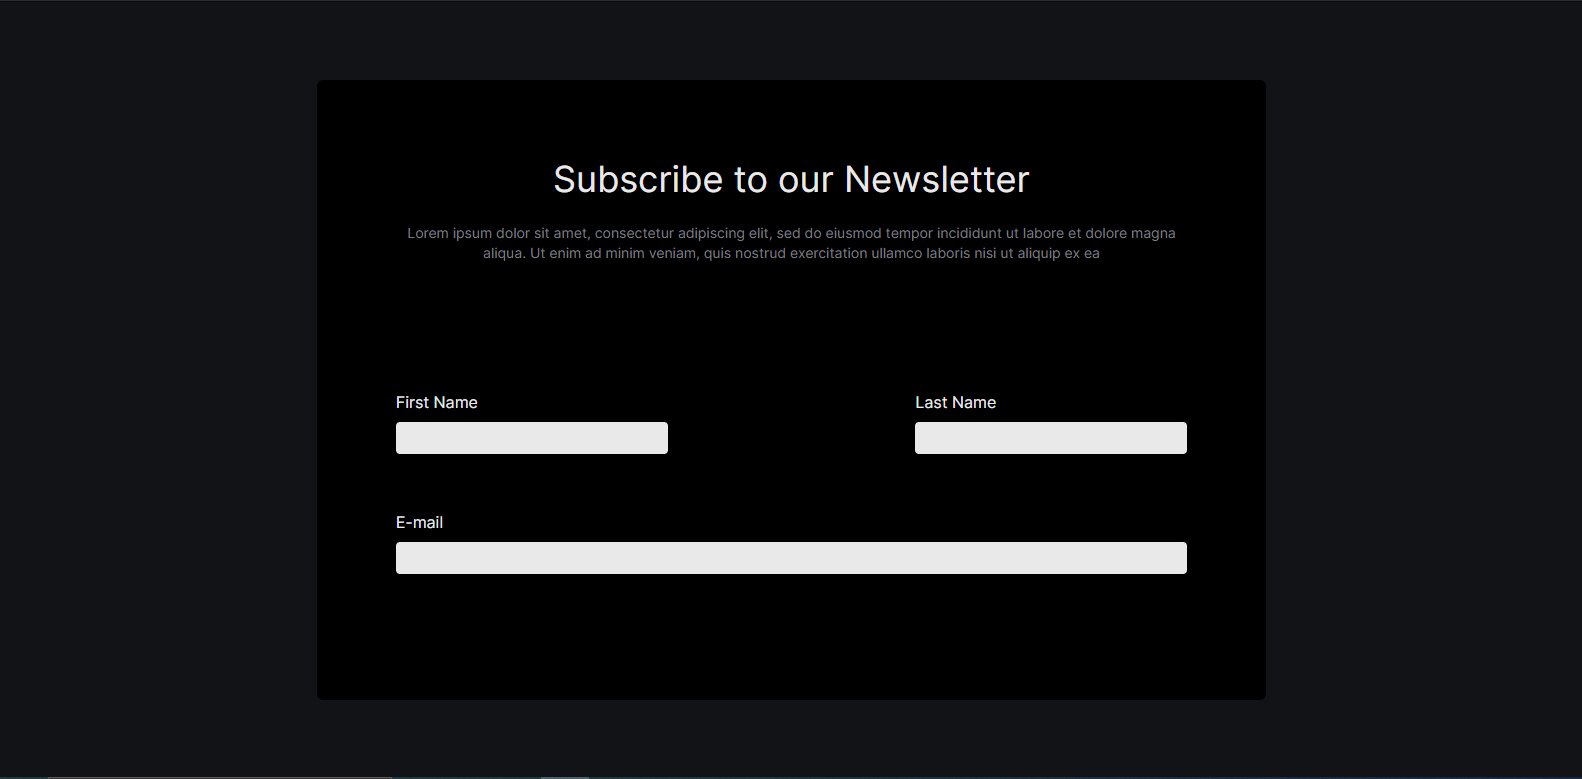 Subscribe to our Newsletter
Lorem ipsum dolor sit amet, consectetur adipiscing elit, sed do eiusmod tempor incididunt ut labore et dolore magna
aliqua. Ut enim ad minim veniam, quis nostrud exercitation ullamco laboris nisi ut aliquip ex ea
First Name
Last Name
E-mail